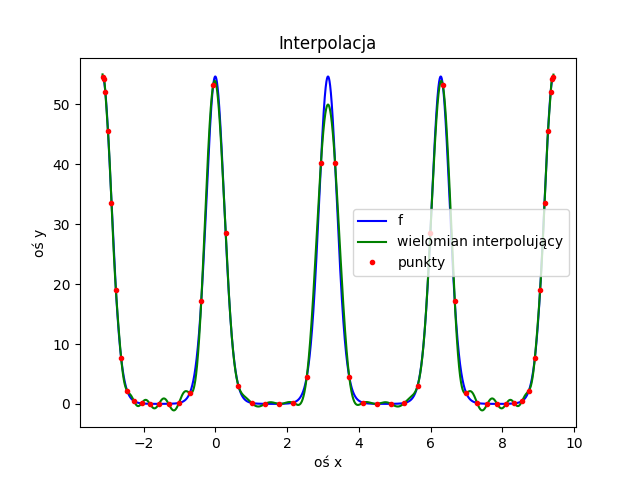 Interpolacja
oś y
50
40
30
20
10
0
f
wielomian interpolujący
punkty
−2
0
2
4
6
8
10
oś x